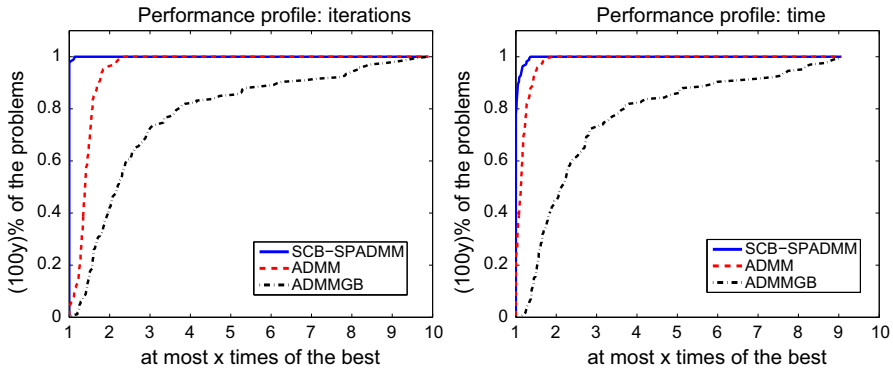 Performance profile: iterations
(100y)% of the problems
1
0.8
0.6
0.4
0.2
0
SCB−SPADMM
ADMM
ADMMGB
1 2 3 4 5 6 7 8 9 10
at most x times of the best
Performance profile: time
(100y)% of the problems
1
0.8
0.6
0.4
0.2
0
SCB−SPADMM
ADMM
ADMMGB
1 2 3 4 5 6 7 8 9 10
at most x times of the best